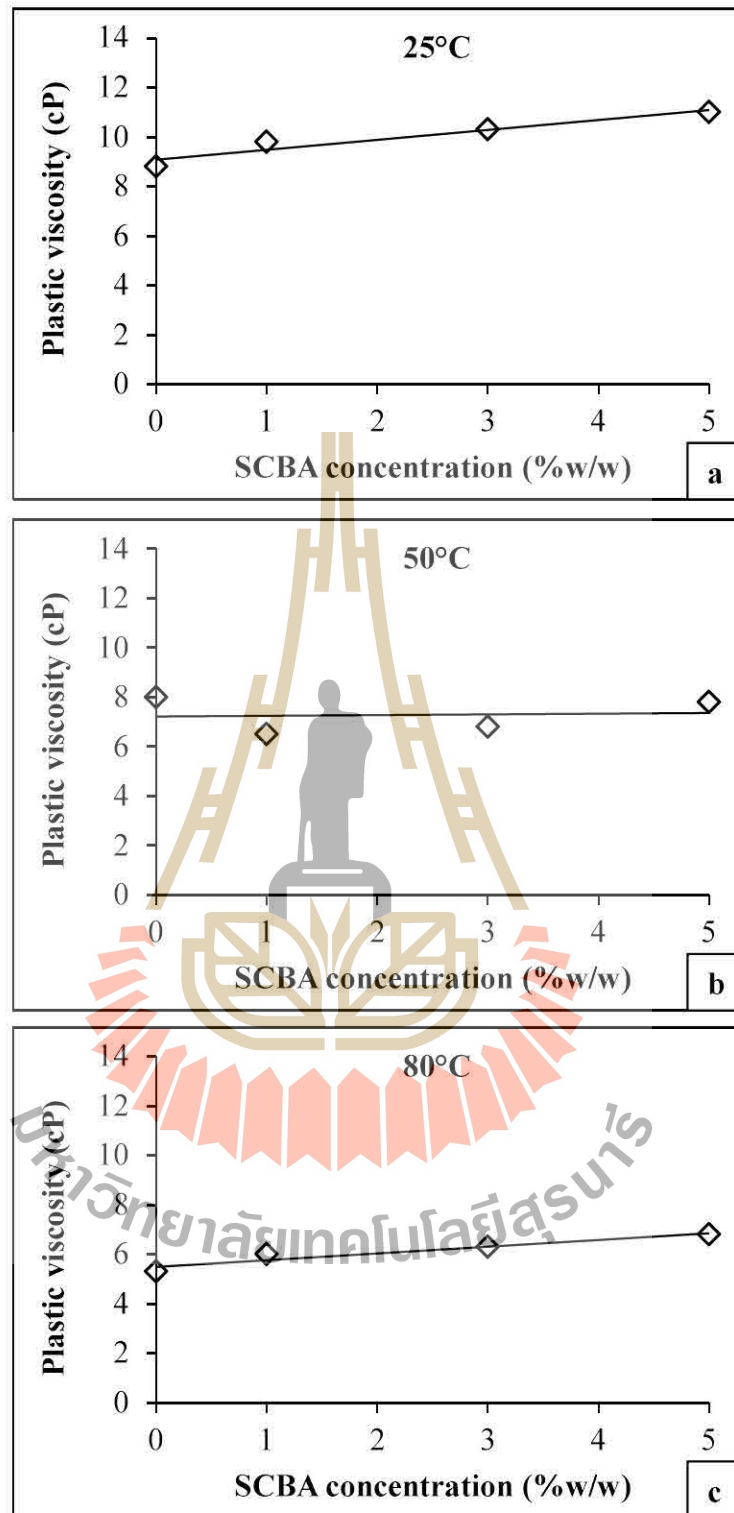 14
25°C
12
10
8
6
4
2
0
Plastic viscosity (cP)
0 1 2 3 4 5
SCBA concentration (%w/w)
a
14
50°C
12
10
8
6
4
2
0
Plastic viscosity (cP)
0 1 2 3 4 5
SCBA concentration (%w/w)
b
14
80°C
12
10
8
6
4
2
0
Plastic viscosity (cP)
0 1 2 3 4 5
SCBA concentration (%w/w)
c
มหาวิทยาลัยเทคโนโลยีสุรนารี